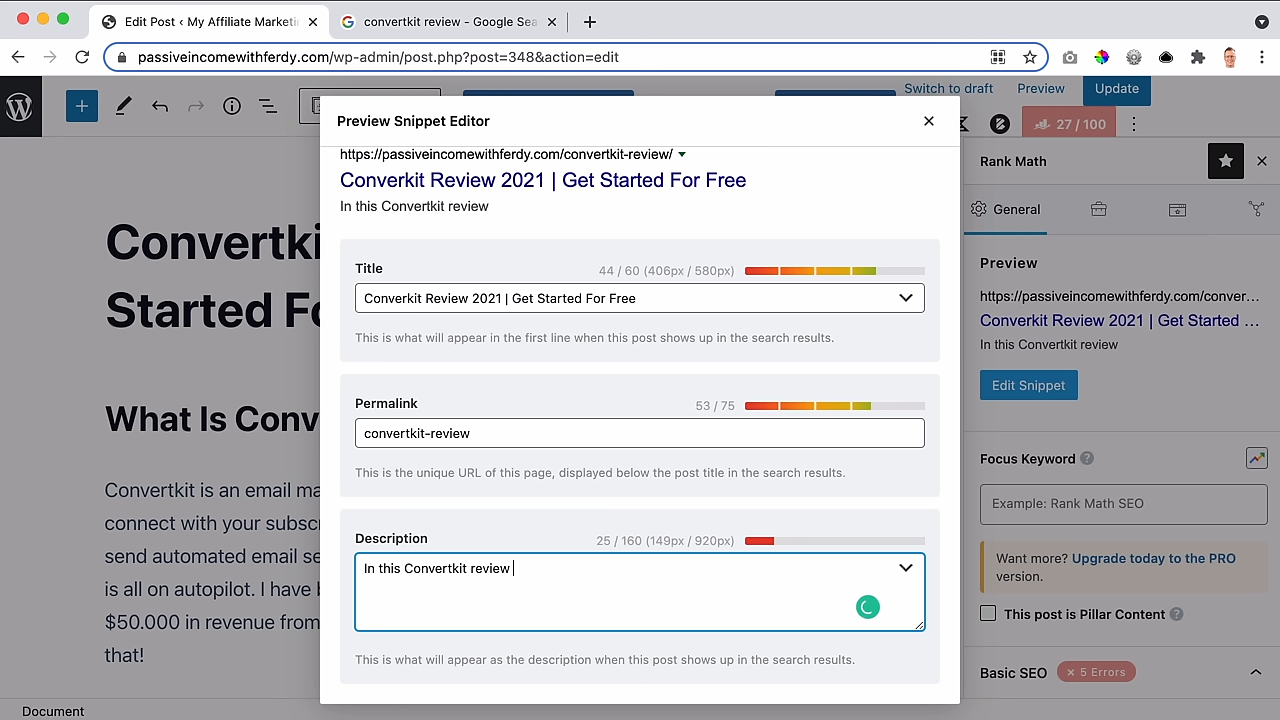 Edit Post ‹ My Affiliate Marketi
convertkit review - Google Sea
passiveincomewithferdy.com/wp-admin/post.php?post=348&action=edit
Switch to draft
Preview
Update
27 / 100
Preview Snippet Editor
https://passiveincomewithferdy.com/convertkit-review/
Converkit Review 2021 | Get Started For Free
In this Convertkit review
Title
44 / 60 (406px / 580px)
Converkit Review 2021 | Get Started For Free
This is what will appear in the first line when this post shows up in the search results.
Permalink
53 / 75
convertkit-review
This is the unique URL of this page, displayed below the post title in the search results.
Description
25 / 160 (149px / 920px)
In this Convertkit review
This is what will appear as the description when this post shows up in the search results.
Convertki
Started Fo
What Is Conv
Convertkit is an email ma
connect with your subscr
send automated email se
is all on autopilot. I have b
$50.000 in revenue from
that!
Document
Rank Math
General
Preview
https://passiveincomewithferdy.com/conver...
Converkit Review 2021 | Get Started ...
In this Convertkit review
Edit Snippet
Focus Keyword
Example: Rank Math SEO
Want more? Upgrade today to the PRO
version.
This post is Pillar Content
Basic SEO
× 5 Errors